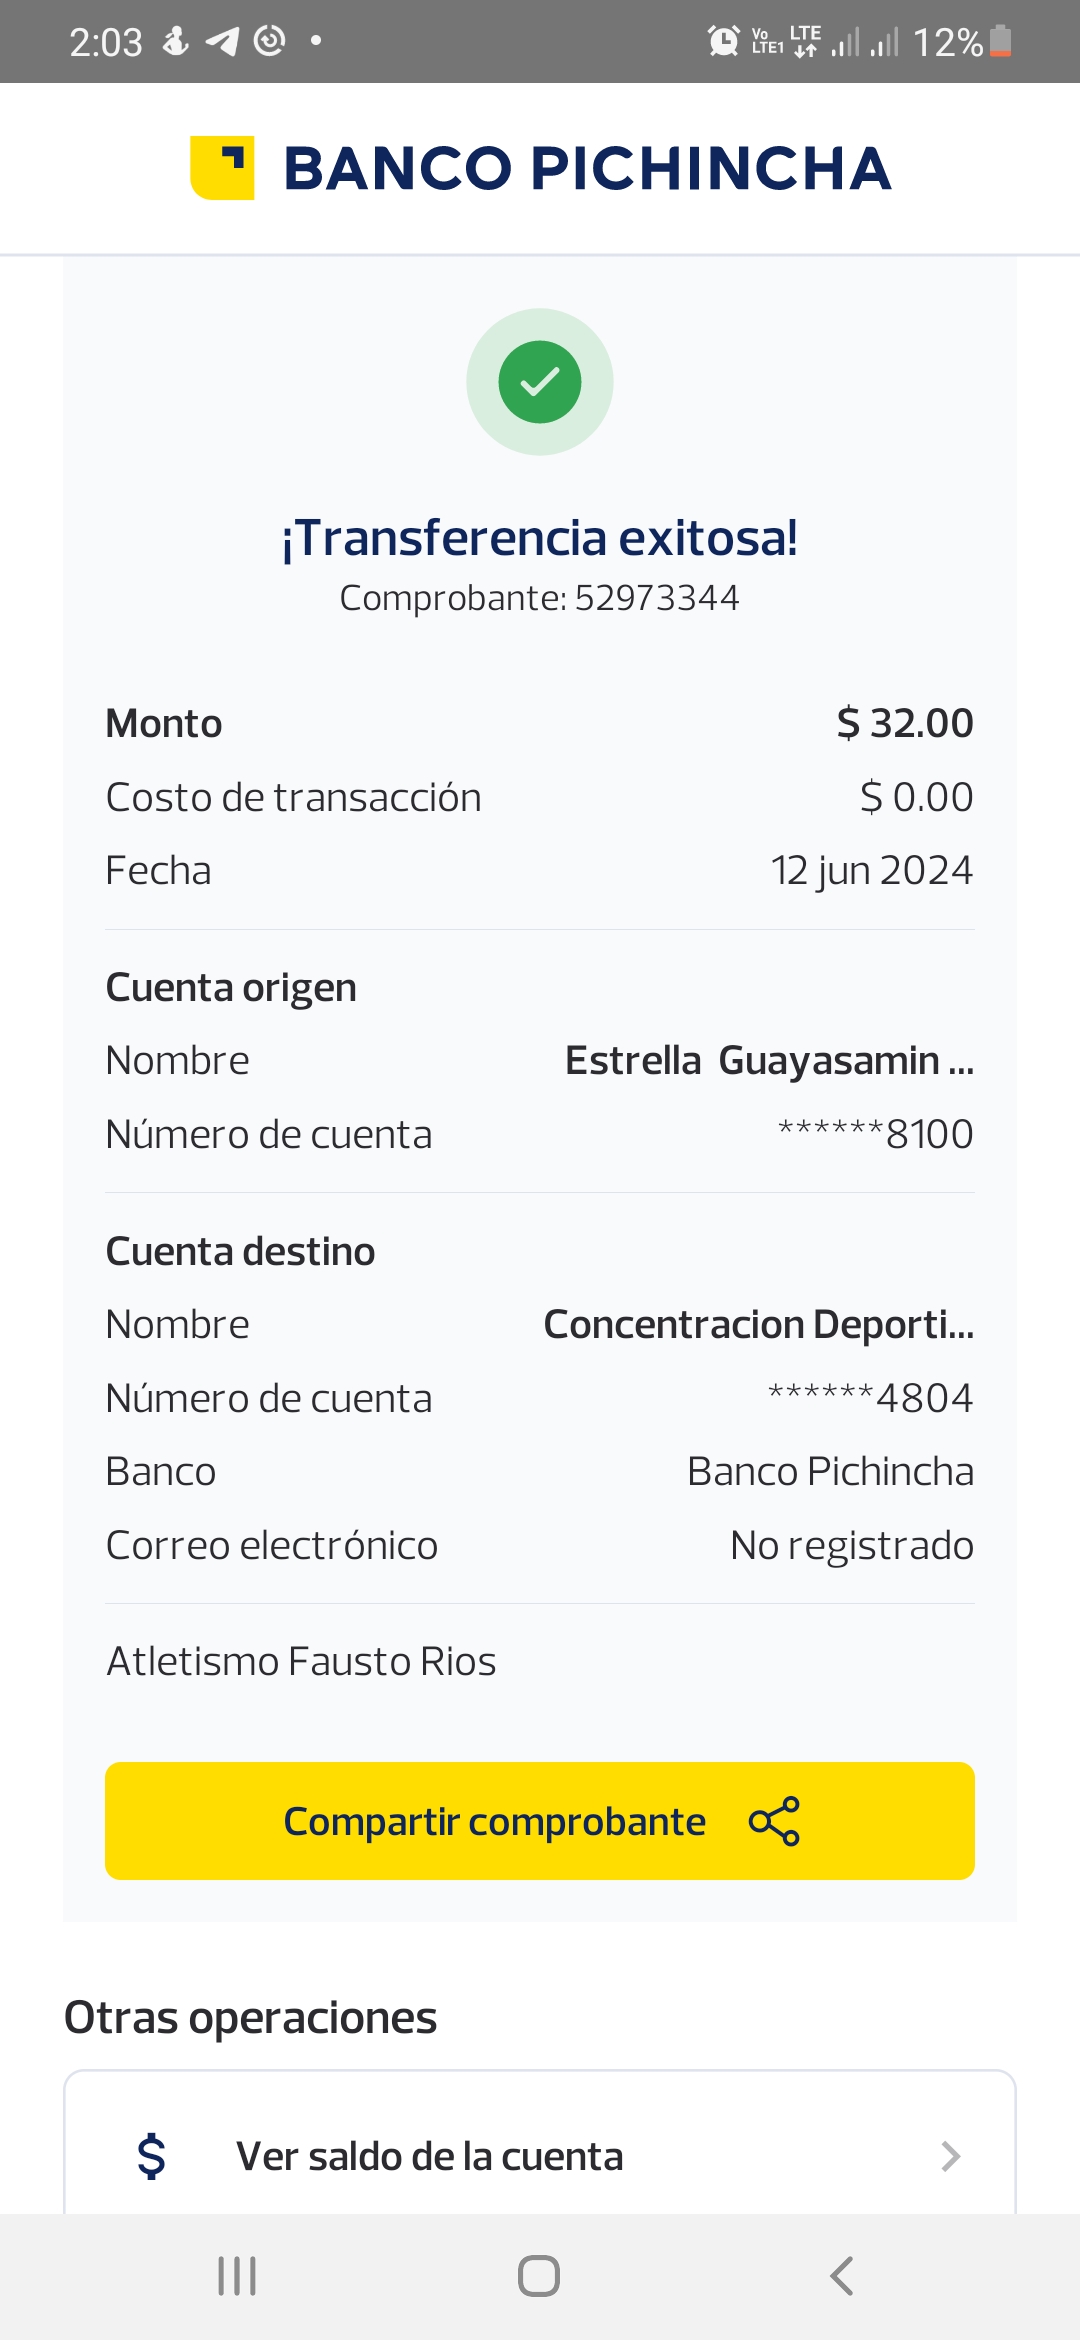 2:03
Vo LTE1 LTE 12%
BANCO PICHINCHA
¡Transferencia exitosa!
Comprobante: 52973344
Monto $ 32.00
Costo de transacción $ 0.00
Fecha 12 jun 2024
Cuenta origen
Nombre Estrella Guayasamin ...
Número de cuenta ******8100
Cuenta destino
Nombre Concentracion Deporti...
Número de cuenta ******4804
Banco Banco Pichincha
Correo electrónico No registrado
Atletismo Fausto Rios
Compartir comprobante
Otras operaciones
$ Ver saldo de la cuenta